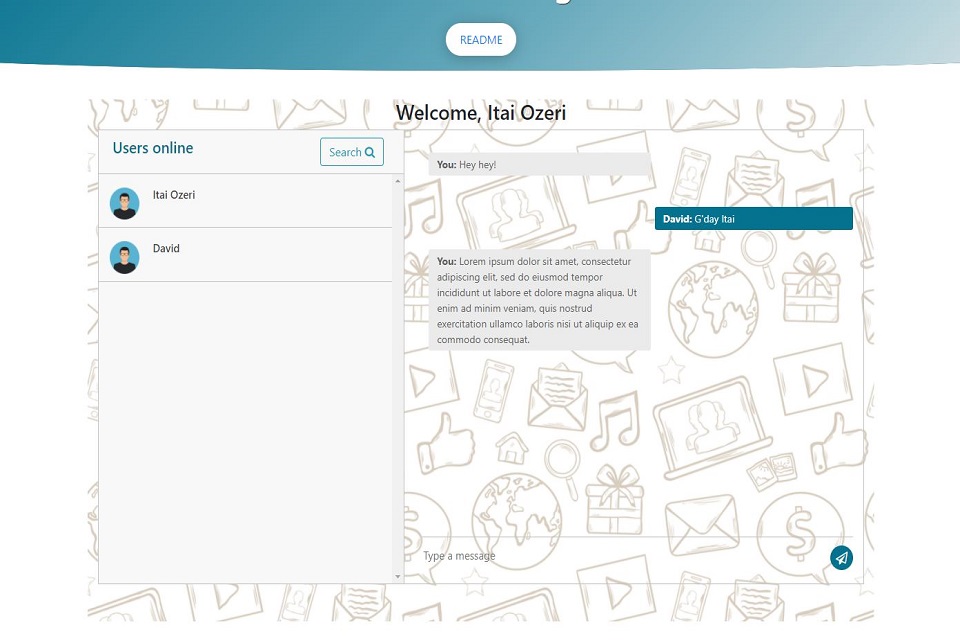 README
Welcome, Itai Ozeri
Users online
Search
Itai Ozeri
David
You: Hey hey!
David: G'day Itai
You: Lorem ipsum dolor sit amet, consectetur
adipiscing elit, sed do eiusmod tempor
incididunt ut labore et dolore magna aliqua. Ut
enim ad minim veniam, quis nostrud
exercitation ullamco laboris nisi ut aliquip ex ea
commodo consequat.
Type a message